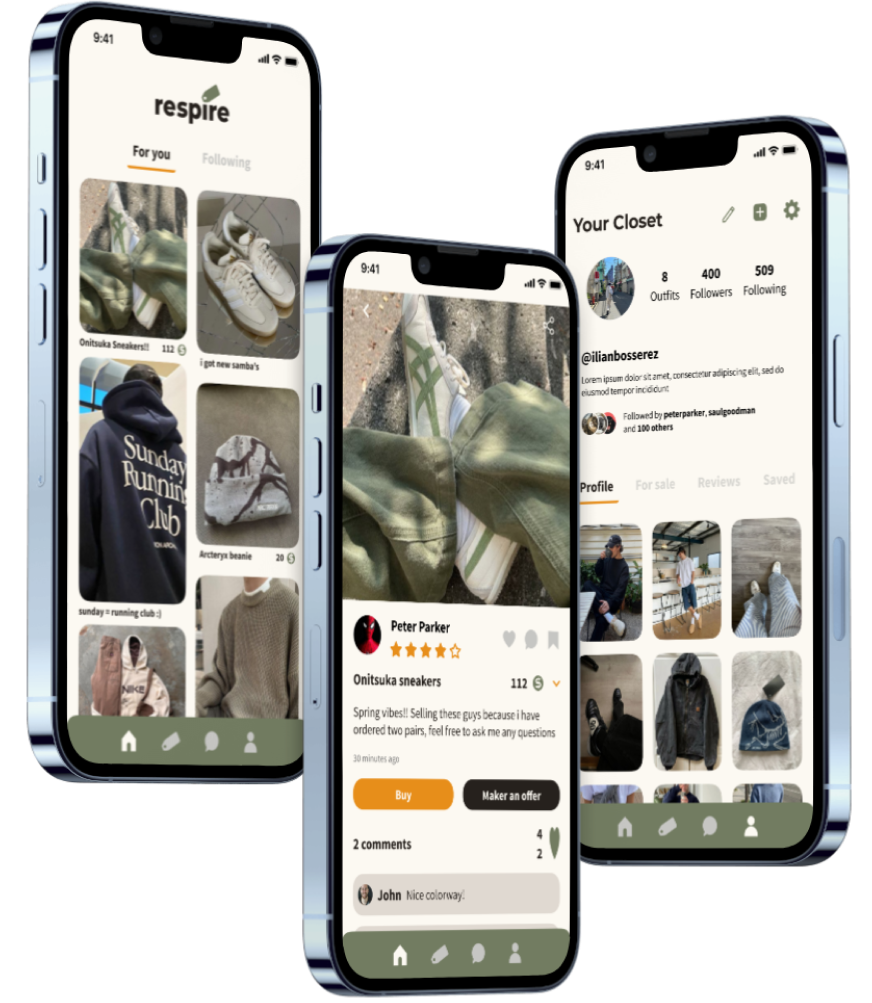 9:41
respire
For you
Following
Onitsuka Sneakers!! 112
i got new samba's
Sunday
Running
Club
Arcteryx beanie 20
sunday = running club :)
NIKE
9:41
Peter Parker
Onitsuka sneakers 112
Spring vibes!! Selling these guys because i have
ordered two pairs, feel free to ask me any questions
30 minutes ago
Buy
Maker an offer
2 comments
4
2
John Nice colorway!
9:41
Your Closet
8 400 509
Outfits Followers Following
@ilianbosserez
Lorem ipsum dolor sit amet, consectetur adipiscing elit, sed do
eiusmod tempor incididunt
Followed by peterparker, saulgoodman
and 100 others
Profile
For sale
Reviews
Saved